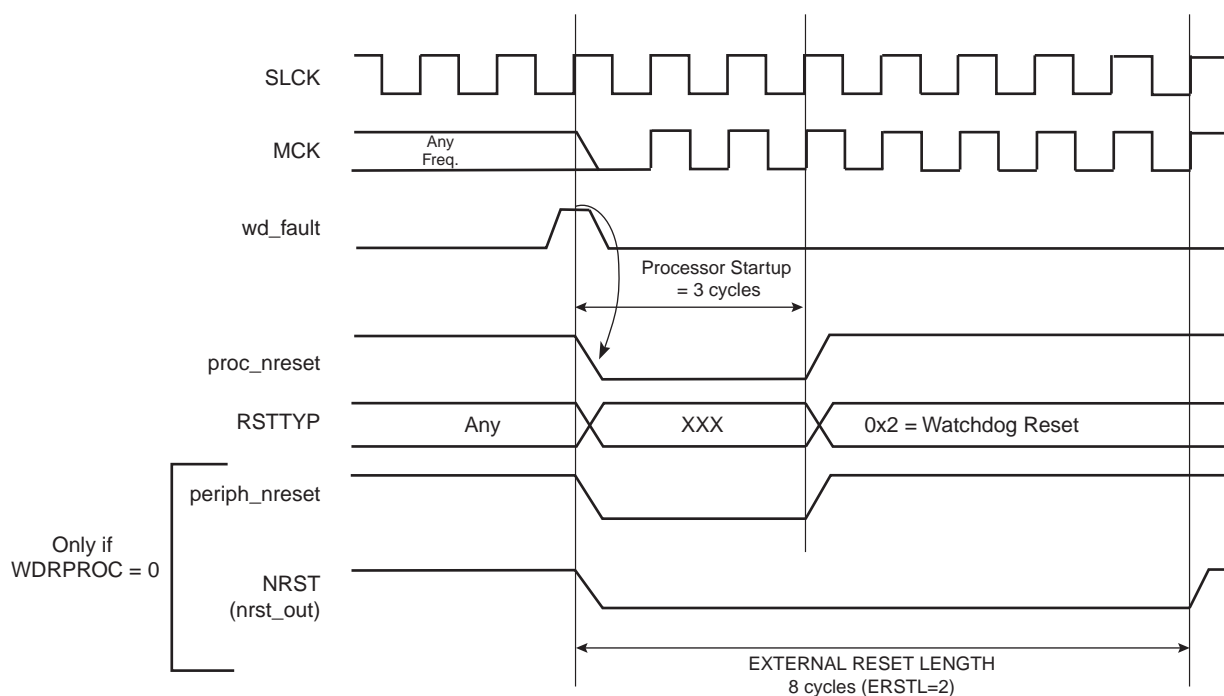 SLCK
MCK
Any
Freq.
wd_fault
Processor Startup
= 3 cycles
proc_nreset
RSTTYP
Any
XXX
0x2 = Watchdog Reset
periph_nreset
Only if
WDRPROC = 0
NRST
(nrst_out)
EXTERNAL RESET LENGTH
8 cycles (ERSTL=2)